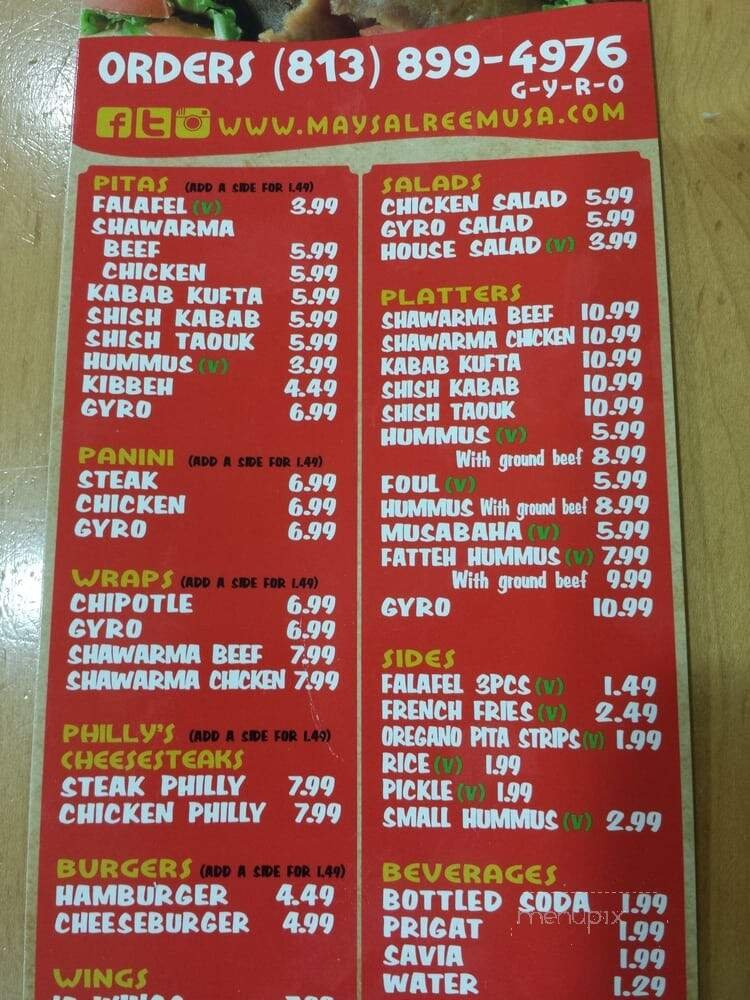 ORDERS (813) 899-4976
G-Y-R-O
WWW.MAYSALREEMUSA.COM
PITAS (ADD A SIDE FOR 1.49)
FALAFEL (V) 3.99
SHAWARMA
BEEF 5.99
CHICKEN 5.99
KABAB KUFTA 5.99
SHISH KABAB 5.99
SHISH TAOUK 5.99
HUMMUS (V) 3.99
KIBBEH 4.49
GYRO 6.99
PANINI (ADD A SIDE FOR 1.49)
STEAK 6.99
CHICKEN 6.99
GYRO 6.99
WRAPS (ADD A SIDE FOR 1.49)
CHIPOTLE 6.99
GYRO 6.99
SHAWARMA BEEF 7.99
SHAWARMA CHICKEN 7.99
PHILLY'S (ADD A SIDE FOR 1.49)
CHEESESTEAKS
STEAK PHILLY 7.99
CHICKEN PHILLY 7.99
BURGERS (ADD A SIDE FOR 1.49)
HAMBURGER 4.49
CHEESEBURGER 4.99
WINGS
SALADS
CHICKEN SALAD 5.99
GYRO SALAD 5.99
HOUSE SALAD (V) 3.99
PLATTERS
SHAWARMA BEEF 10.99
SHAWARMA CHICKEN 10.99
KABAB KUFTA 10.99
SHISH KABAB 10.99
SHISH TAOUK 10.99
HUMMUS (V) 5.99
With ground beef 8.99
FOUL (V) 5.99
HUMMUS With ground beef 8.99
MUSABAHA (V) 5.99
FATTEH HUMMUS (V) 7.99
With ground beef 9.99
GYRO 10.99
SIDES
FALAFEL 3PCS (V) 1.49
FRENCH FRIES (V) 2.49
OREGANO PITA STRIPS (V) 1.99
RICE (V) 1.99
PICKLE (V) 1.99
SMALL HUMMUS (V) 2.99
BEVERAGES
BOTTLED SODA 1.99
PRIGAT 1.99
SAVIA 1.99
WATER 1.29
menupix